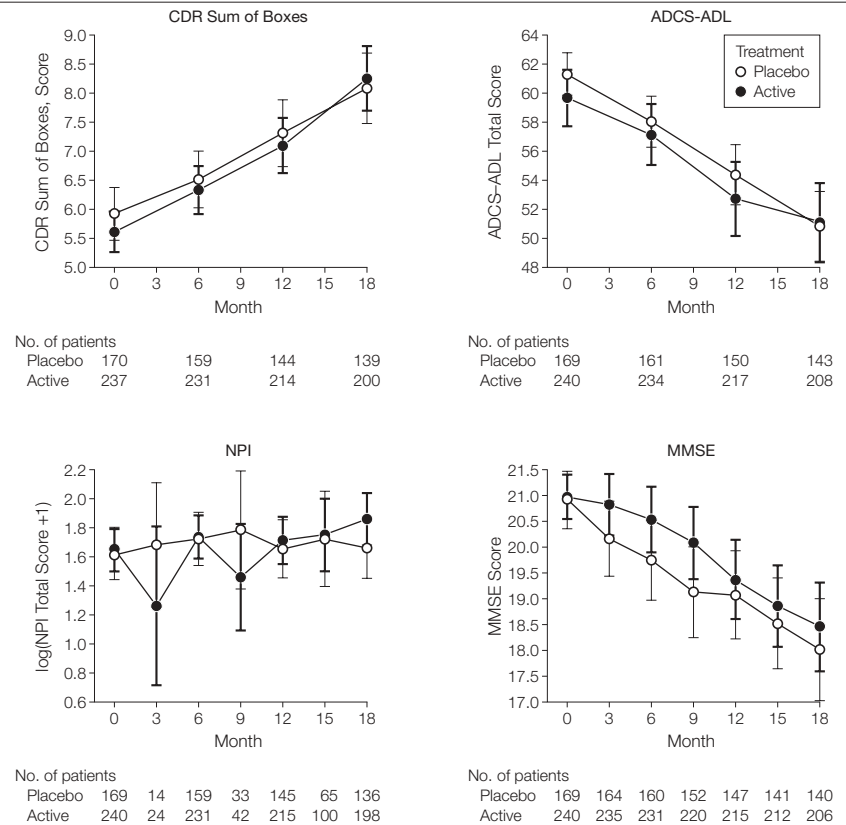 CDR Sum of Boxes
CDR Sum of Boxes, Score
9.0
8.5
8.0
7.5
7.0
6.5
6.0
5.5
5.0
0 3 6 9 12 15 18
Month
No. of patients
Placebo 170 159 144 139
Active 237 231 214 200
ADCS-ADL
Treatment
Placebo
Active
ADCS–ADL Total Score
64
62
60
58
56
54
52
50
48
0 3 6 9 12 15 18
Month
No. of patients
Placebo 169 161 150 143
Active 240 234 217 208
NPI
log(NPI Total Score +1)
2.2
2.0
1.8
1.6
1.4
1.2
1.0
0.8
0.6
0 3 6 9 12 15 18
Month
No. of patients
Placebo 169 14 159 33 145 65 136
Active 240 24 231 42 215 100 198
MMSE
MMSE Score
21.5
21.0
20.5
20.0
19.0
18.5
18.0
17.5
17.0
0 3 6 9 12 15 18
Month
No. of patients
Placebo 169 164 160 152 147 141 140
Active 240 235 231 220 215 212 206